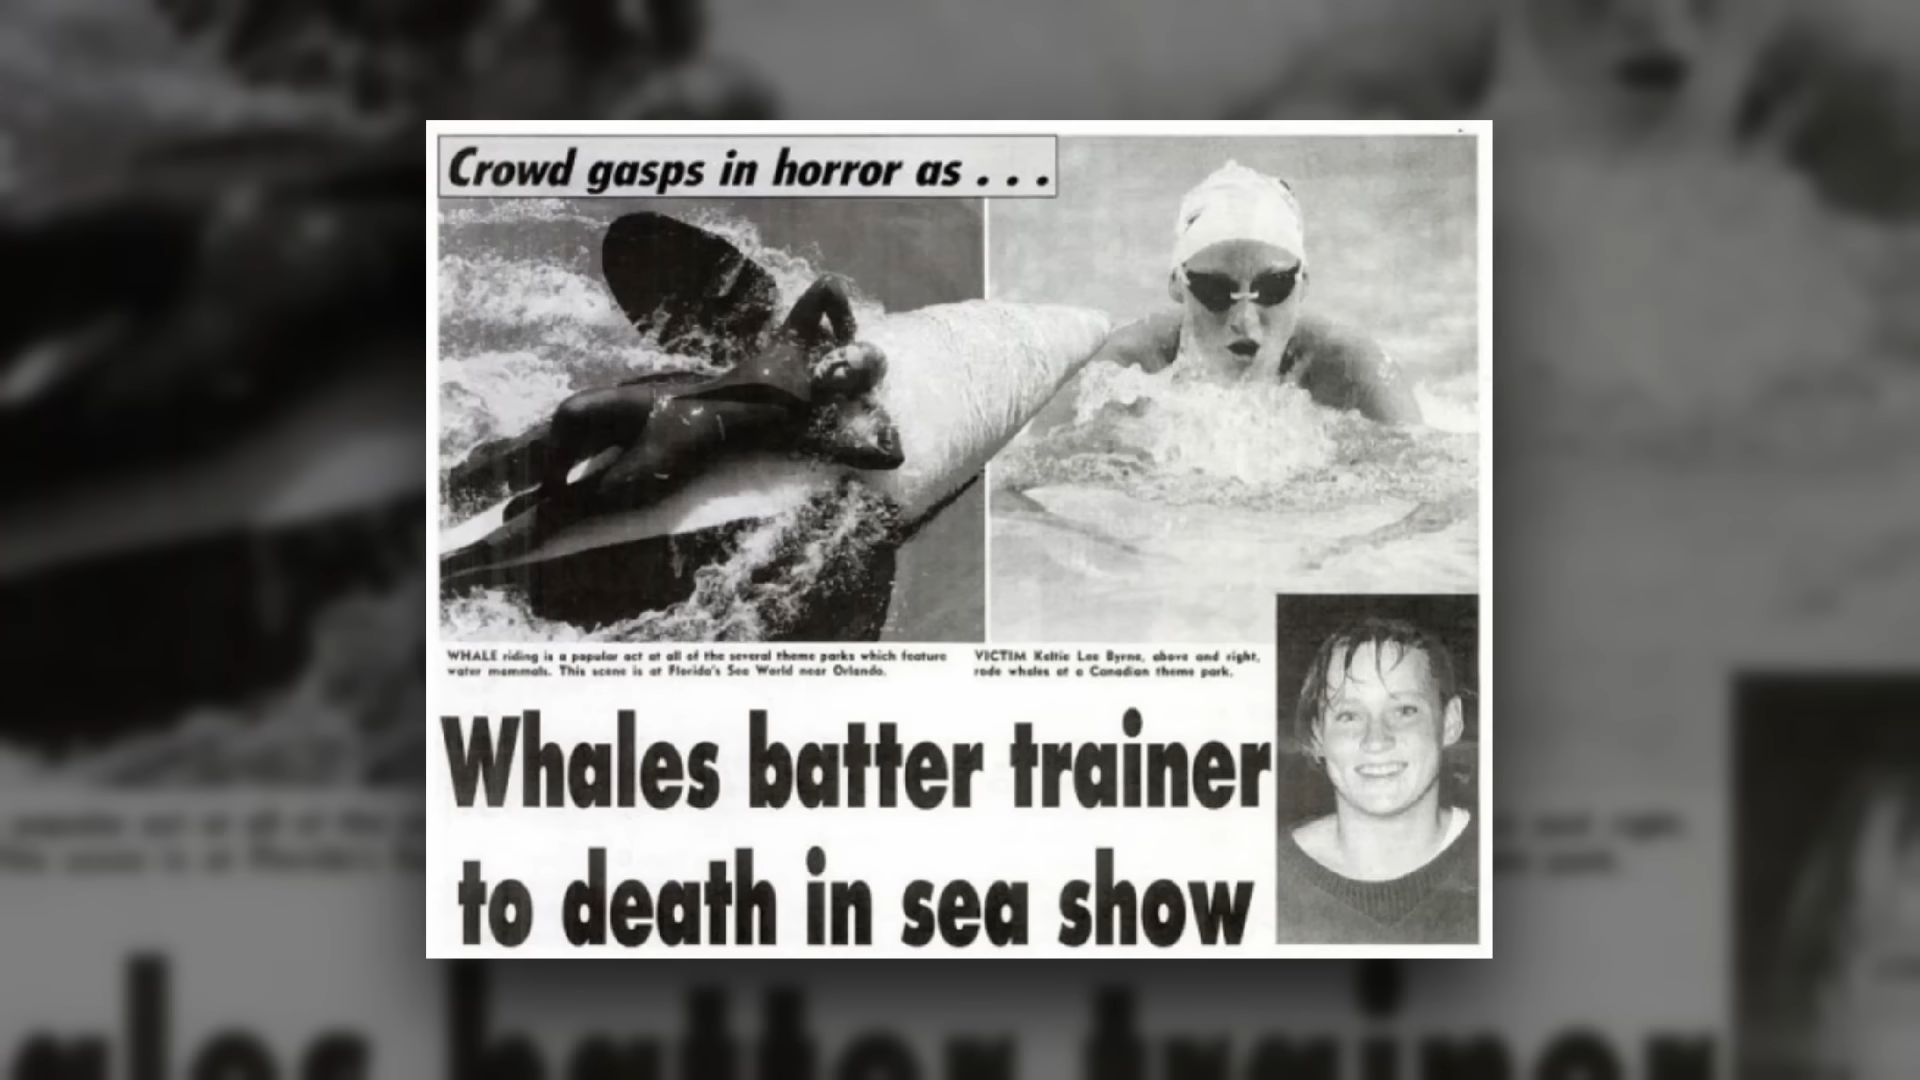 Crowd gasps in horror as . . .
WHALE riding is a popular act at all of the several theme parks which feature
water mammals. This scene is at Florida's Sea World near Orlando.
VICTIM Keltie Lee Byrne, above and right,
rode whales at a Canadian theme park.
Whales batter trainer
to death in sea show